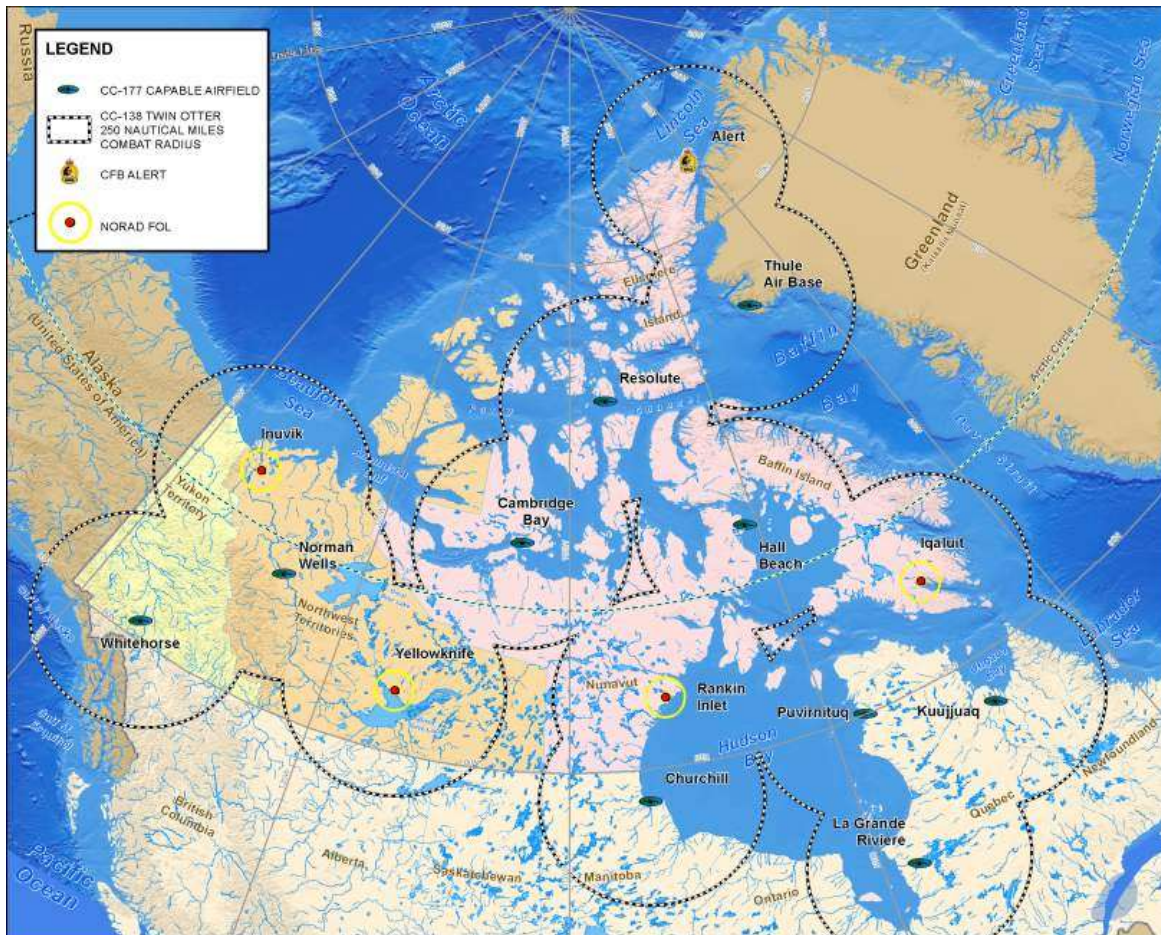 Russia
LEGEND
CC-177 CAPABLE AIRFIELD
CC-138 TWIN OTTER
250 NAUTICAL MILES
COMBAT RADIUS
CFB ALERT
NORAD FOL
Arctic
Ocean
Lincoln
Sea
Greenland
Sea
Norwegian Sea
Alert
Greenland
(Kalaallit Nunaat)
Thule
Air Base
Ellesmere
Island
Baffin
Bay
Arctic Circle
Alaska
(United States of America)
Beaufort
Sea
Resolute
Inuvik
Yukon
Territory
Baffin Island
Davis Strait
Cambridge
Bay
Hall
Beach
Iqaluit
Norman
Wells
Northwest
Territories
Whitehorse
Yellowknife
Nunavut
Rankin
Inlet
Labrador
Sea
Puvirnituq
Kuujjuaq
Hudson
Bay
Churchill
Newfoundland
Quebec
La Grande
Riviere
British
Columbia
Alberta
Saskatchewan
Manitoba
Ontario
Pacific
Ocean